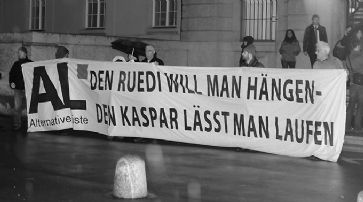 AL
Alternative Liste
DEN RUEDI WILL MAN HÄNGEN-
DEN KASPAR LÄSST MAN LAUFEN